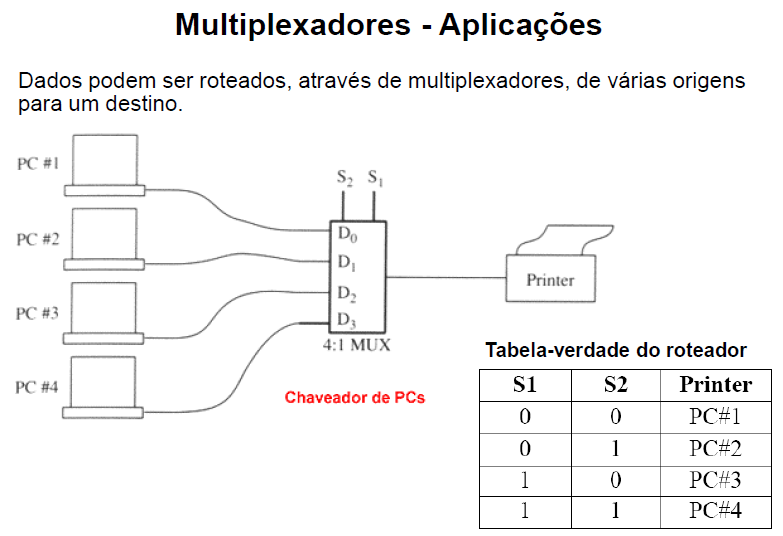 Multiplexadores - Aplicações
Dados podem ser roteados, através de multiplexadores, de várias origens
para um destino.
PC #1
PC #2
PC #3
PC #4
S₂ S₁
D₀
D₁
D₂
D₃
4:1 MUX
Printer
Chaveador de PCs
Tabela-verdade do roteador
S1 S2 Printer
0 0 PC#1
0 1 PC#2
1 0 PC#3
1 1 PC#4